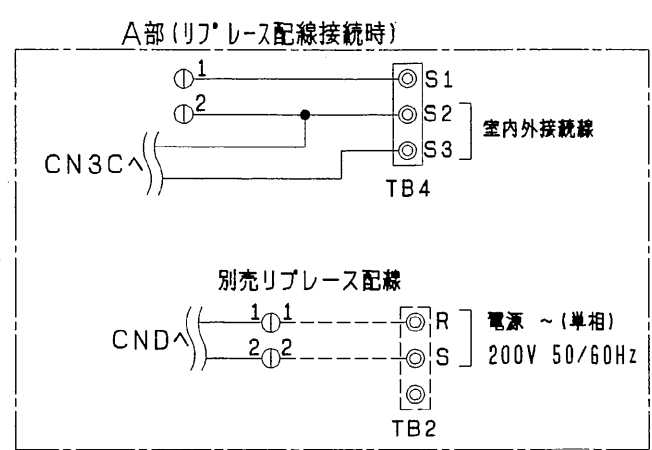 A部(リプレース配線接続時)
1 S1
2 S2
室内外接続線
CN3Cへ S3
TB4
別売リプレース配線
1 1 R 電源 ~(単相)
CNDへ
2 2 S 200V 50/60Hz
TB2